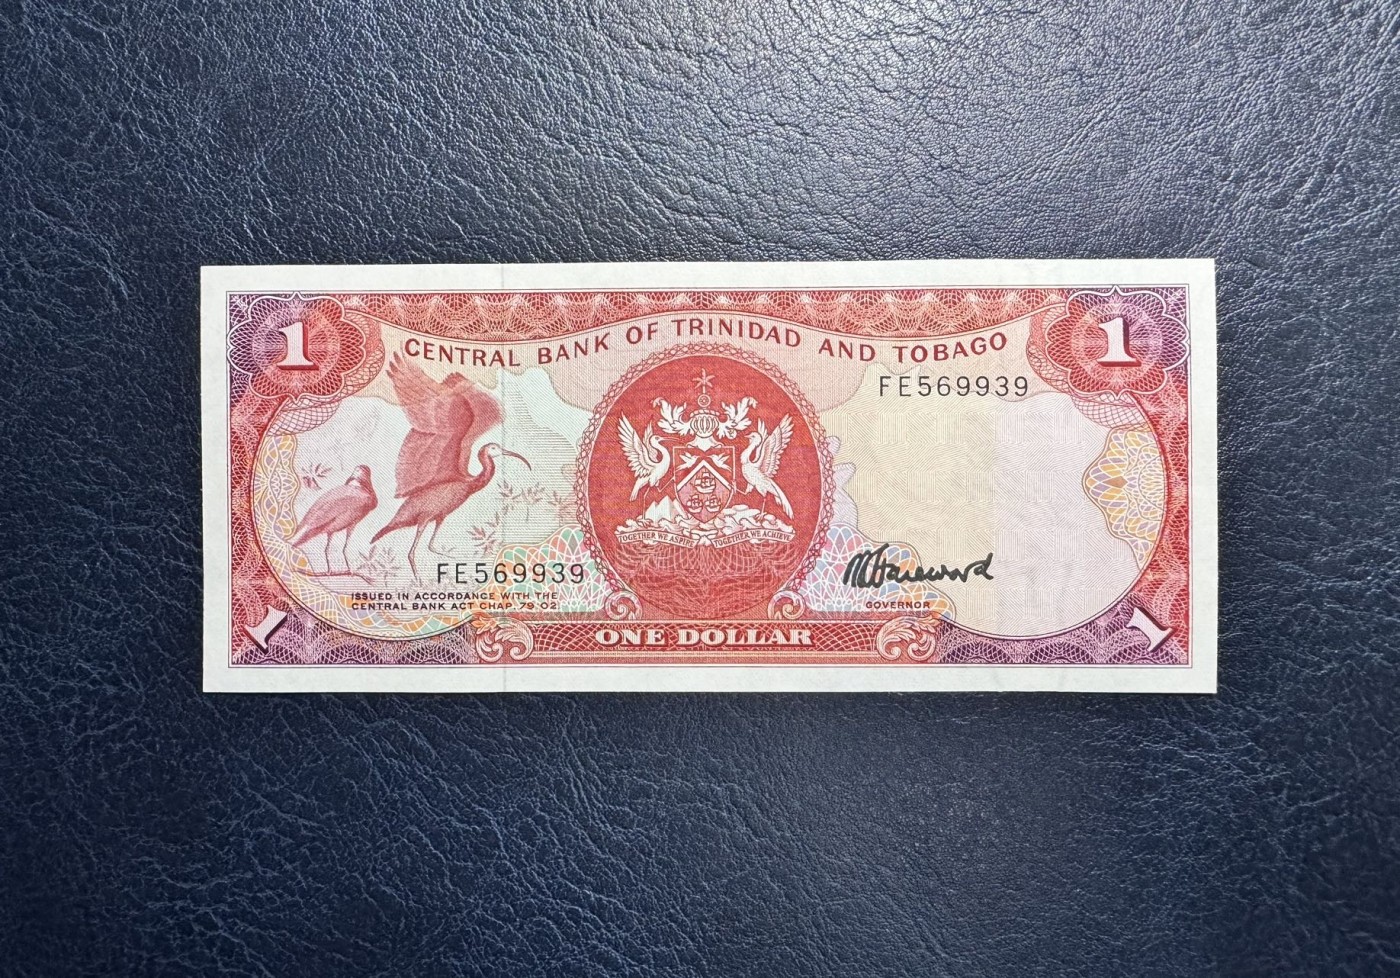 1 1
CENTRAL BANK OF TRINIDAD AND TOBAGO
FE569939
TOGETHER WE ASPIRE TOGETHER WE ACHIEVE
FE569939
ISSUED IN ACCORDANCE WITH THE
CENTRAL BANK ACT CHAP. 79 02
GOVERNOR
1 ONE DOLLAR 1